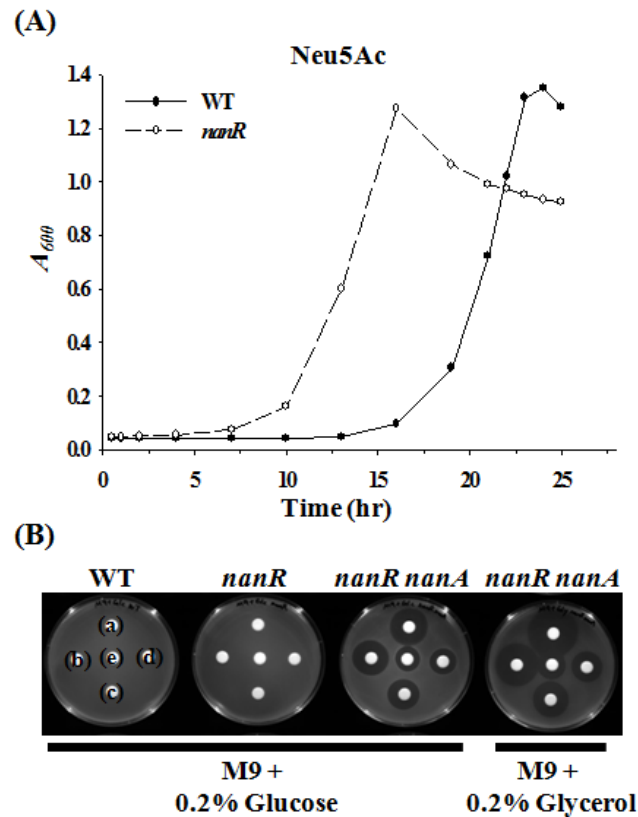 (A)
Neu5Ac
WT
nanR
1.4
1.2
1.0
0.8
0.6
0.4
0.2
0.0
A600
0 5 10 15 20 25
Time (hr)
(B)
WT nanR nanR nanA nanR nanA
(a)
(b) (e) (d)
(c)
M9 + M9 +
0.2% Glucose 0.2% Glycerol